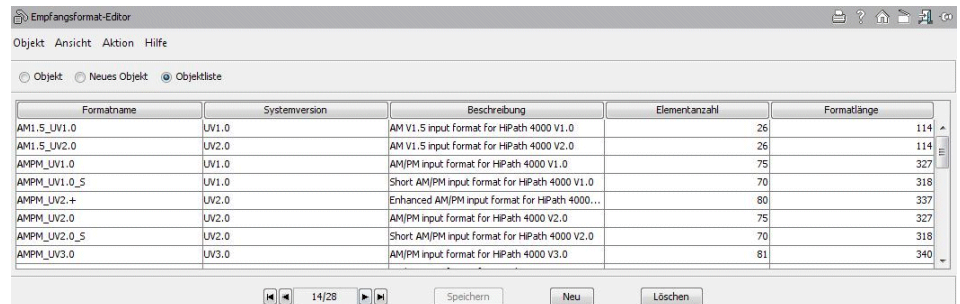 Empfangsformat-Editor
Objekt Ansicht Aktion Hilfe
Objekt Neues Objekt Objektliste
Formatname Systemversion Beschreibung Elementanzahl Formatlänge
AM1.5_UV1.0 UV1.0 AM V1.5 input format for HiPath 4000 V1.0 26 114
AM1.5_UV2.0 UV2.0 AM V1.5 input format for HiPath 4000 V2.0 26 114
AMPM_UV1.0 UV1.0 AM/PM input format for HiPath 4000 V1.0 75 327
AMPM_UV1.0_S UV1.0 Short AM/PM input format for HiPath 4000 V1.0 70 318
AMPM_UV2.+ UV2.0 Enhanced AM/PM input format for HiPath 4000... 80 337
AMPM_UV2.0 UV2.0 AM/PM input format for HiPath 4000 V2.0 75 327
AMPM_UV2.0_S UV2.0 Short AM/PM input format for HiPath 4000 V2.0 70 318
AMPM_UV3.0 UV3.0 AM/PM input format for HiPath 4000 V3.0 81 340
14/28 Speichern Neu Löschen